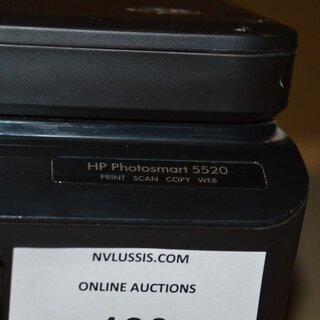 HP Photosmart 5520
PRINT SCAN COPY WEB
NVLUSSIS.COM
ONLINE AUCTIONS